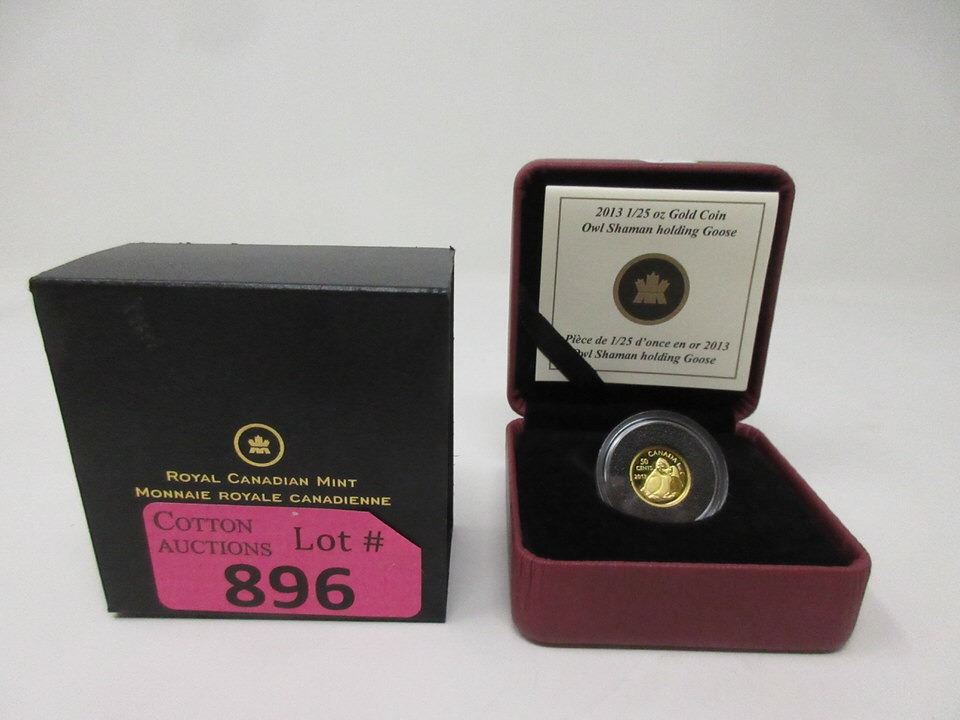 ROYAL CANADIAN MINT
MONNAIE ROYALE CANADIENNE
COTTON
AUCTIONS
Lot #
896
2013 1/25 oz Gold Coin
Owl Shaman holding Goose
Pièce de 1/25 d'once en or 2013
Owl Shaman holding Goose
CANADA
50
CENTS
2013